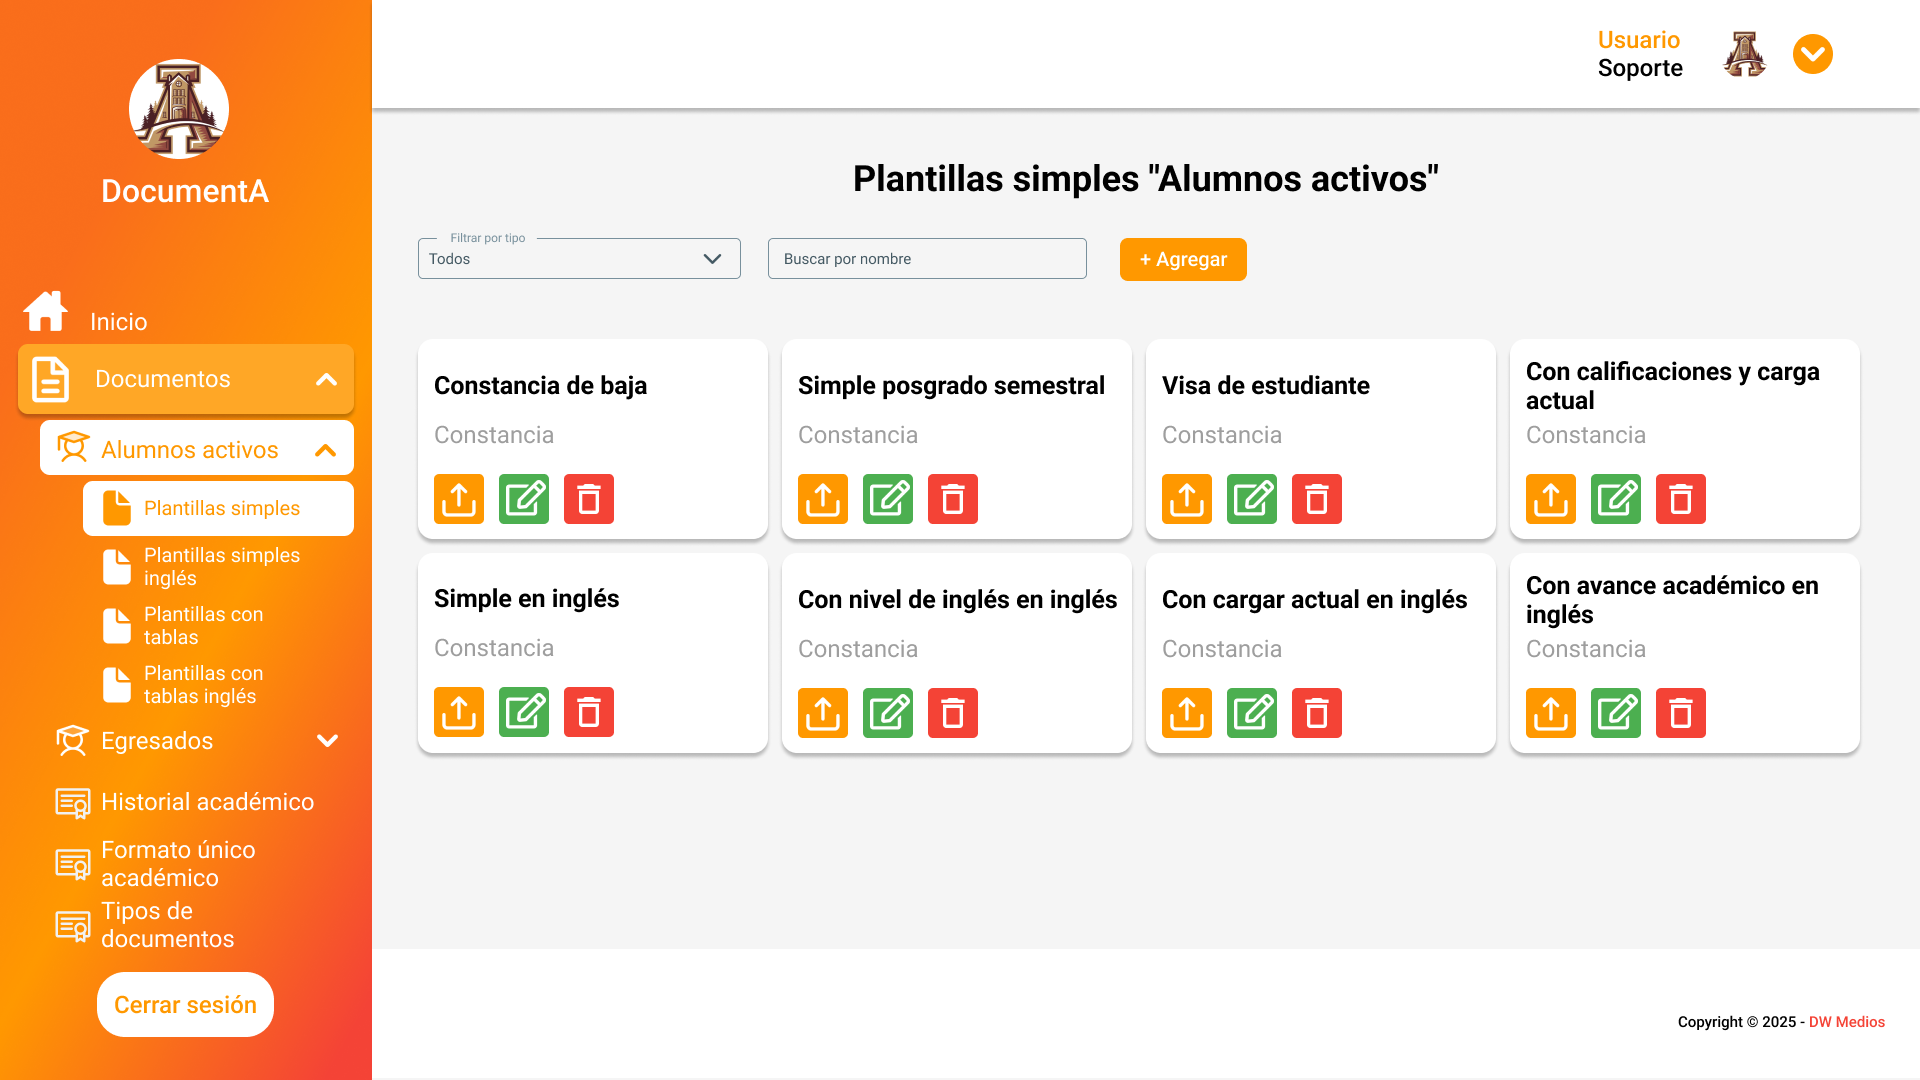 DocumentA
Inicio
Documentos
Alumnos activos
Plantillas simples
Plantillas simples
inglés
Plantillas con
tablas
Plantillas con
tablas inglés
Egresados
Historial académico
Formato único
académico
Tipos de
documentos
Cerrar sesión
Usuario
Soporte
Plantillas simples "Alumnos activos"
Filtrar por tipo
Todos
Buscar por nombre
+ Agregar
Constancia de baja
Constancia
Simple posgrado semestral
Constancia
Visa de estudiante
Constancia
Con calificaciones y carga
actual
Constancia
Simple en inglés
Constancia
Con nivel de inglés en inglés
Constancia
Con cargar actual en inglés
Constancia
Con avance académico en
inglés
Constancia
Copyright © 2025 - DW Medios